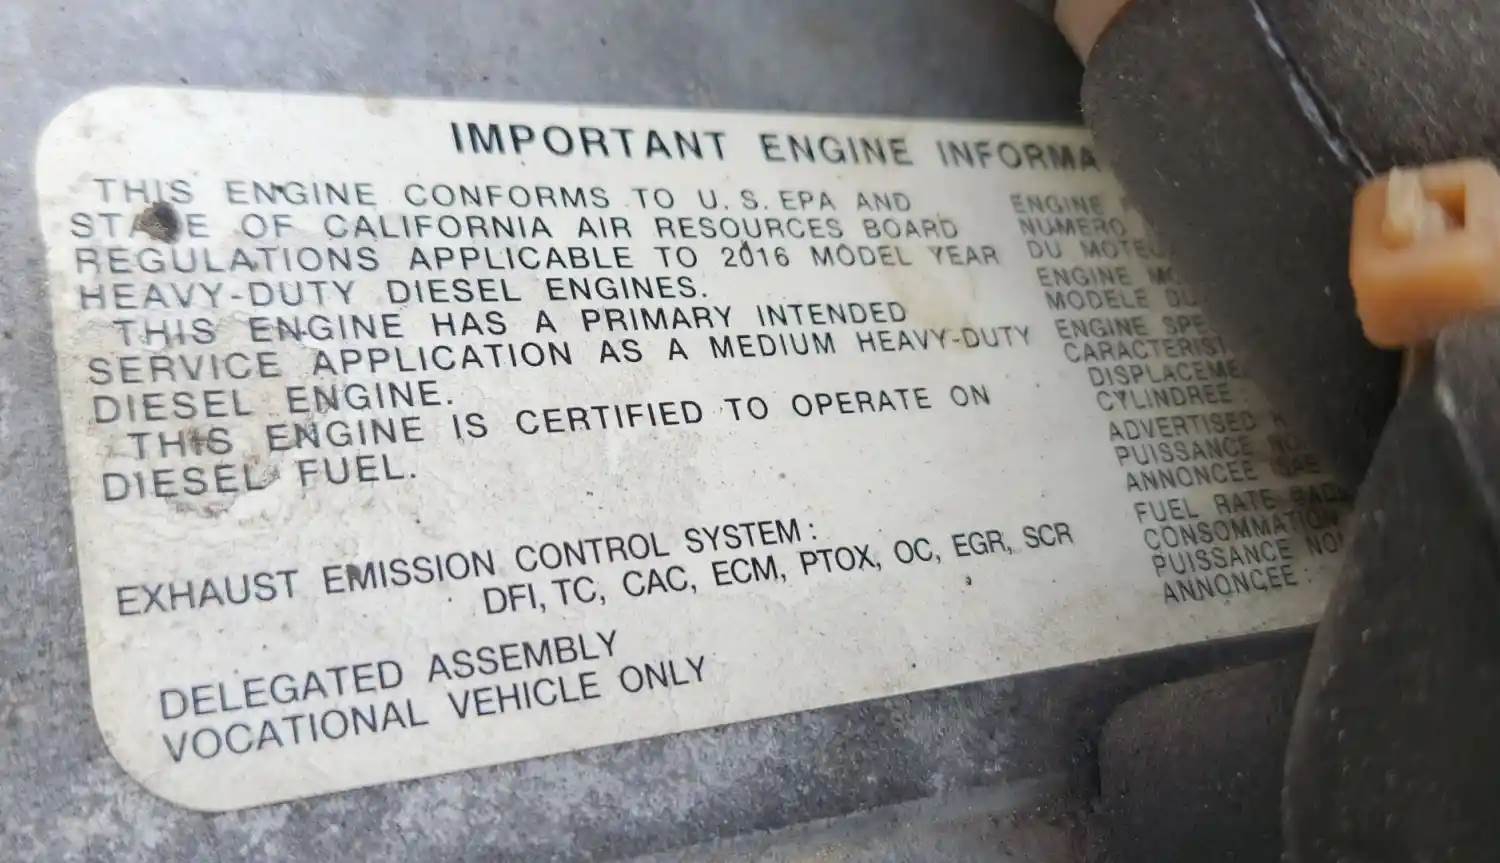 IMPORTANT ENGINE
THIS ENGINE CONFORMS TO U.S. EPA AND
STATE OF CALIFORNIA AIR RESOURCES BOARD
REGULATIONS APPLICABLE TO 2016 MODEL YEAR
HEAVY-DUTY DIESEL ENGINES.
THIS ENGINE HAS A PRIMARY INTENDED
SERVICE APPLICATION AS A MEDIUM HEAVY-DUTY
DIESEL ENGINE.
THIS ENGINE IS CERTIFIED TO OPERATE ON
DIESEL FUEL.
EXHAUST EMISSION CONTROL SYSTEM:
DFI, TC, CAC, ECM, PTOX, OC, EGR, SCR
DELEGATED ASSEMBLY
VOCATIONAL VEHICLE ONLY
ENGINE
NUMERO
DU
ENGINE
MODELE
ENGINE
DISPLACEME
CYLINDREE
ADVERTISED
PUISSANCE
ANNONCEE
FUEL RATE
CONSOMMATION
PUISSANCE
ANNONCEE: